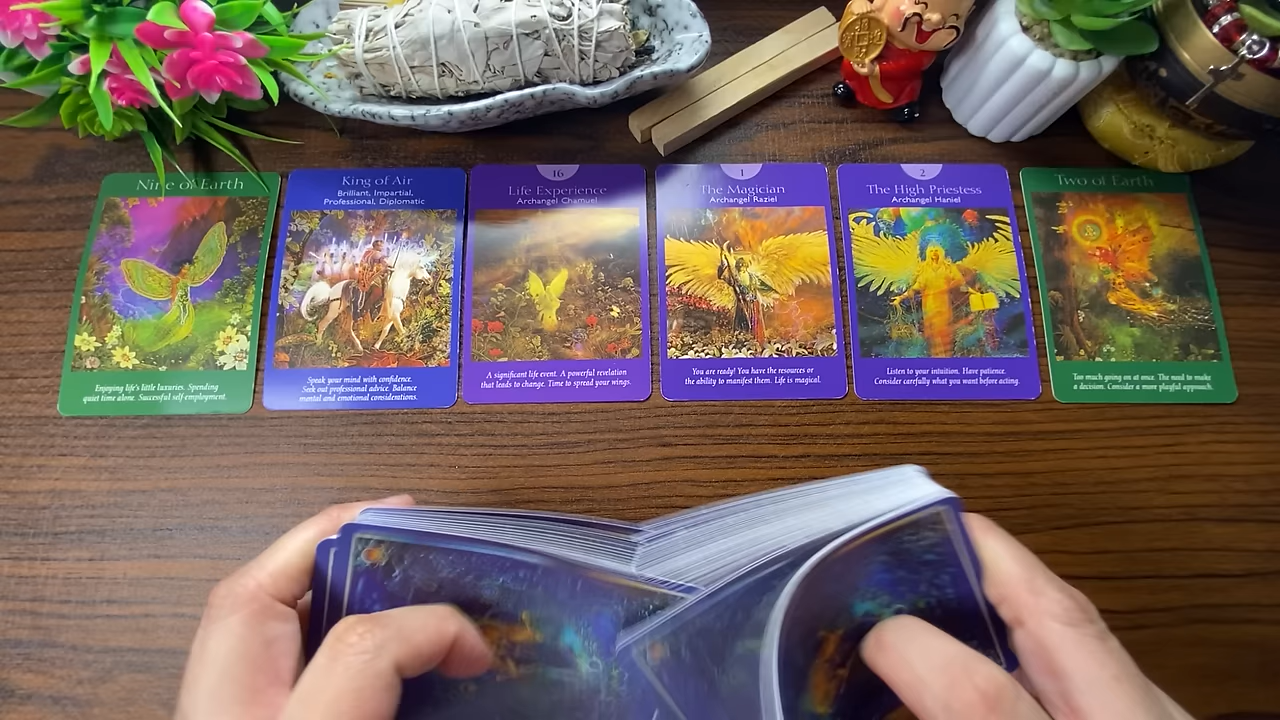 Nine of Earth
Enjoying life's little luxuries. Spending
quiet time alone. Successful self-employment.
King of Air
Brilliant, Impartial,
Professional, Diplomatic
Speak your mind with confidence.
Seek out professional advice. Balance
mental and emotional considerations.
16
Life Experience
Archangel Chamuel
A significant life event. A powerful revelation
that leads to change. Time to spread your wings.
1
The Magician
Archangel Raziel
You are ready! You have the resources or
the ability to manifest them. Life is magical.
2
The High Priestess
Archangel Haniel
Listen to your intuition. Have patience.
Consider carefully what you want before acting.
Two of Earth
Too much going on at once. The need to make
a decision. Consider a more playful approach.